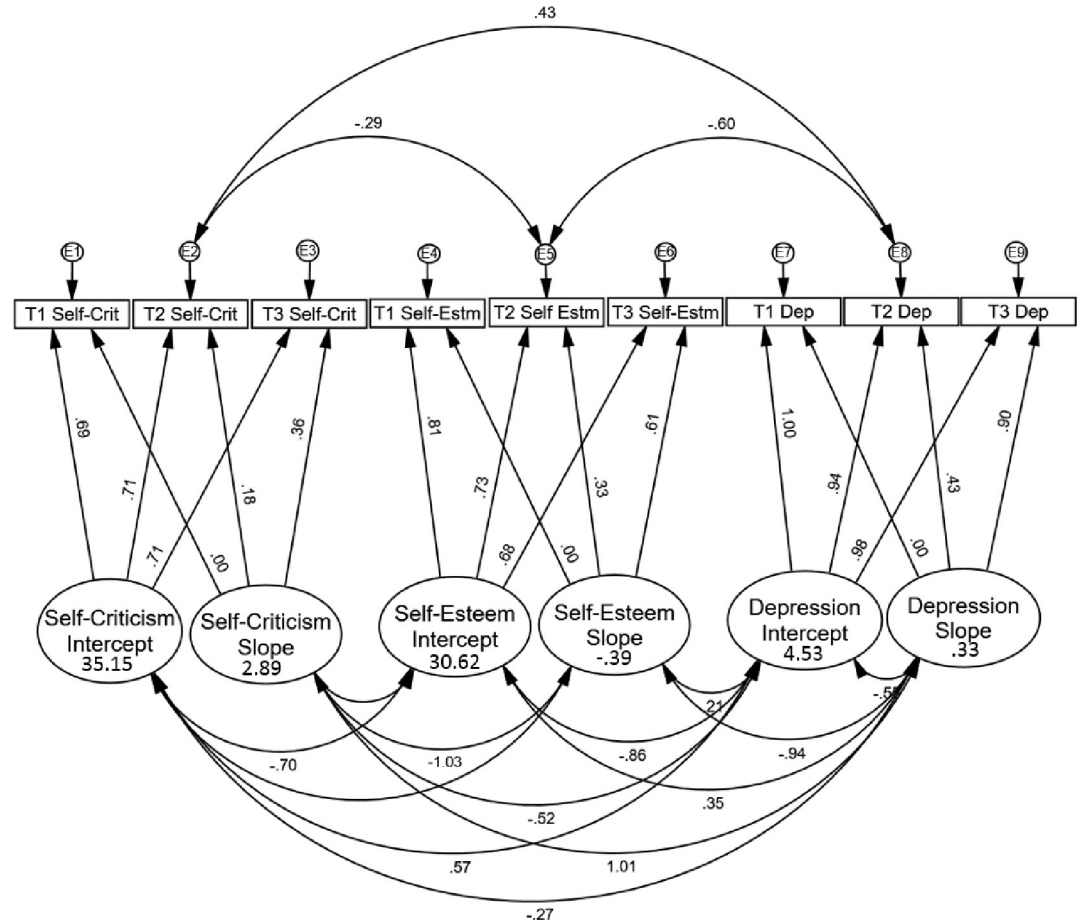 .43
-.29
-.60
E1
E2
E3
E4
E5
E6
E7
E8
E9
T1 Self-Crit
T2 Self-Crit
T3 Self-Crit
T1 Self-Estm
T2 Self Estm
T3 Self-Estm
T1 Dep
T2 Dep
T3 Dep
.69
.71
.71
.00
.18
.36
.81
.73
.68
.00
.33
.61
1.00
.94
.98
.00
.43
.90
Self-Criticism
Intercept
35.15
Self-Criticism
Slope
2.89
Self-Esteem
Intercept
30.62
Self-Esteem
Slope
-.39
Depression
Intercept
4.53
Depression
Slope
.33
21
-.70
-1.03
-.86
-.94
-.52
.35
.57
1.01
-.27